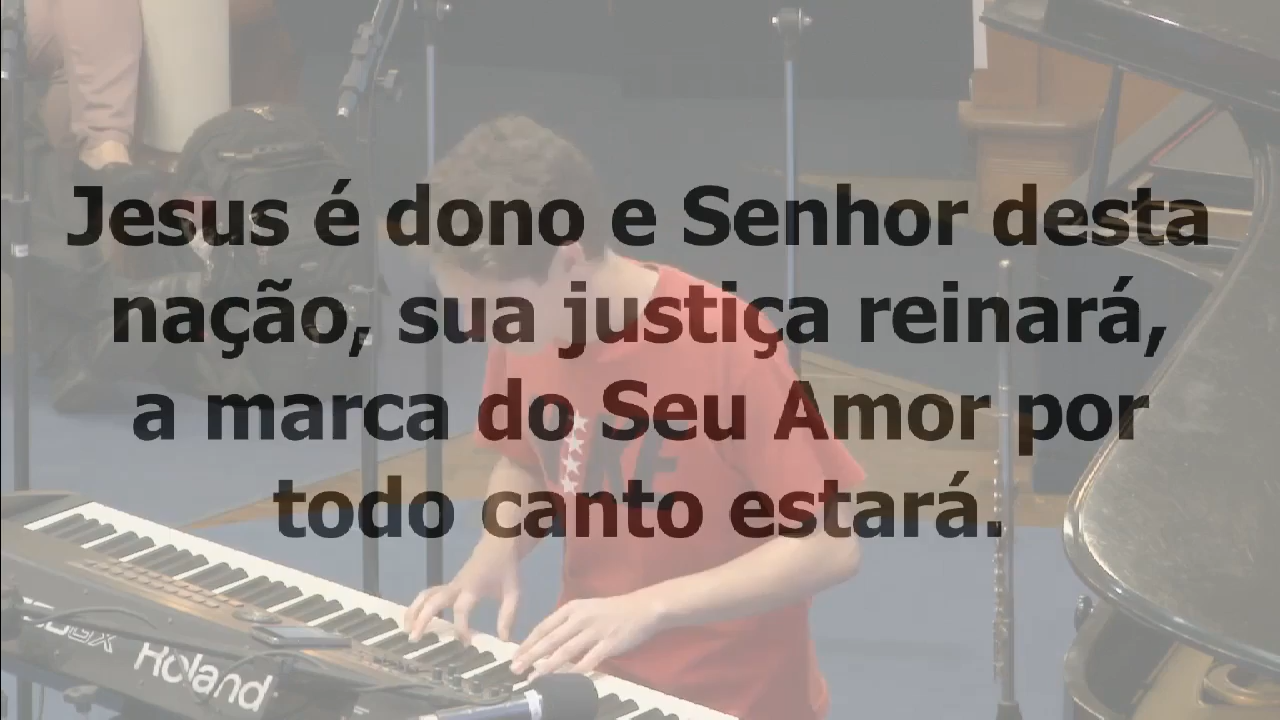 Jesus é dono e Senhor desta
nação, sua justiça reinará,
a marca do Seu Amor por
todo canto estará.
Roland